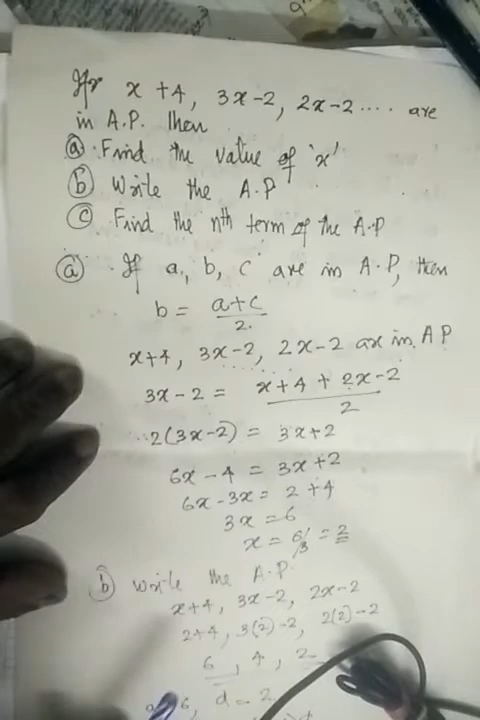 If x + 4, 3x - 2, 2x - 2 .... are
in A.P. then
ⓐ Find the value of 'x'
ⓑ Write the A.P
ⓒ Find the nth term of the A.P
ⓐ If a, b, c are in A.P, then
b = a+c / 2.
x+4, 3x-2, 2x-2 are in A P
3x - 2 = x+4 + 2x-2 / 2
2(3x-2) = 3x+2
6x - 4 = 3x+2
6x - 3x = 2 + 4
3x = 6
x = 6/3 = 2
ⓑ Write the A.P.
x+4, 3x-2, 2x-2
2+4, 3(2)-2, 2(2)-2
6, 4, 2
6, d = 2